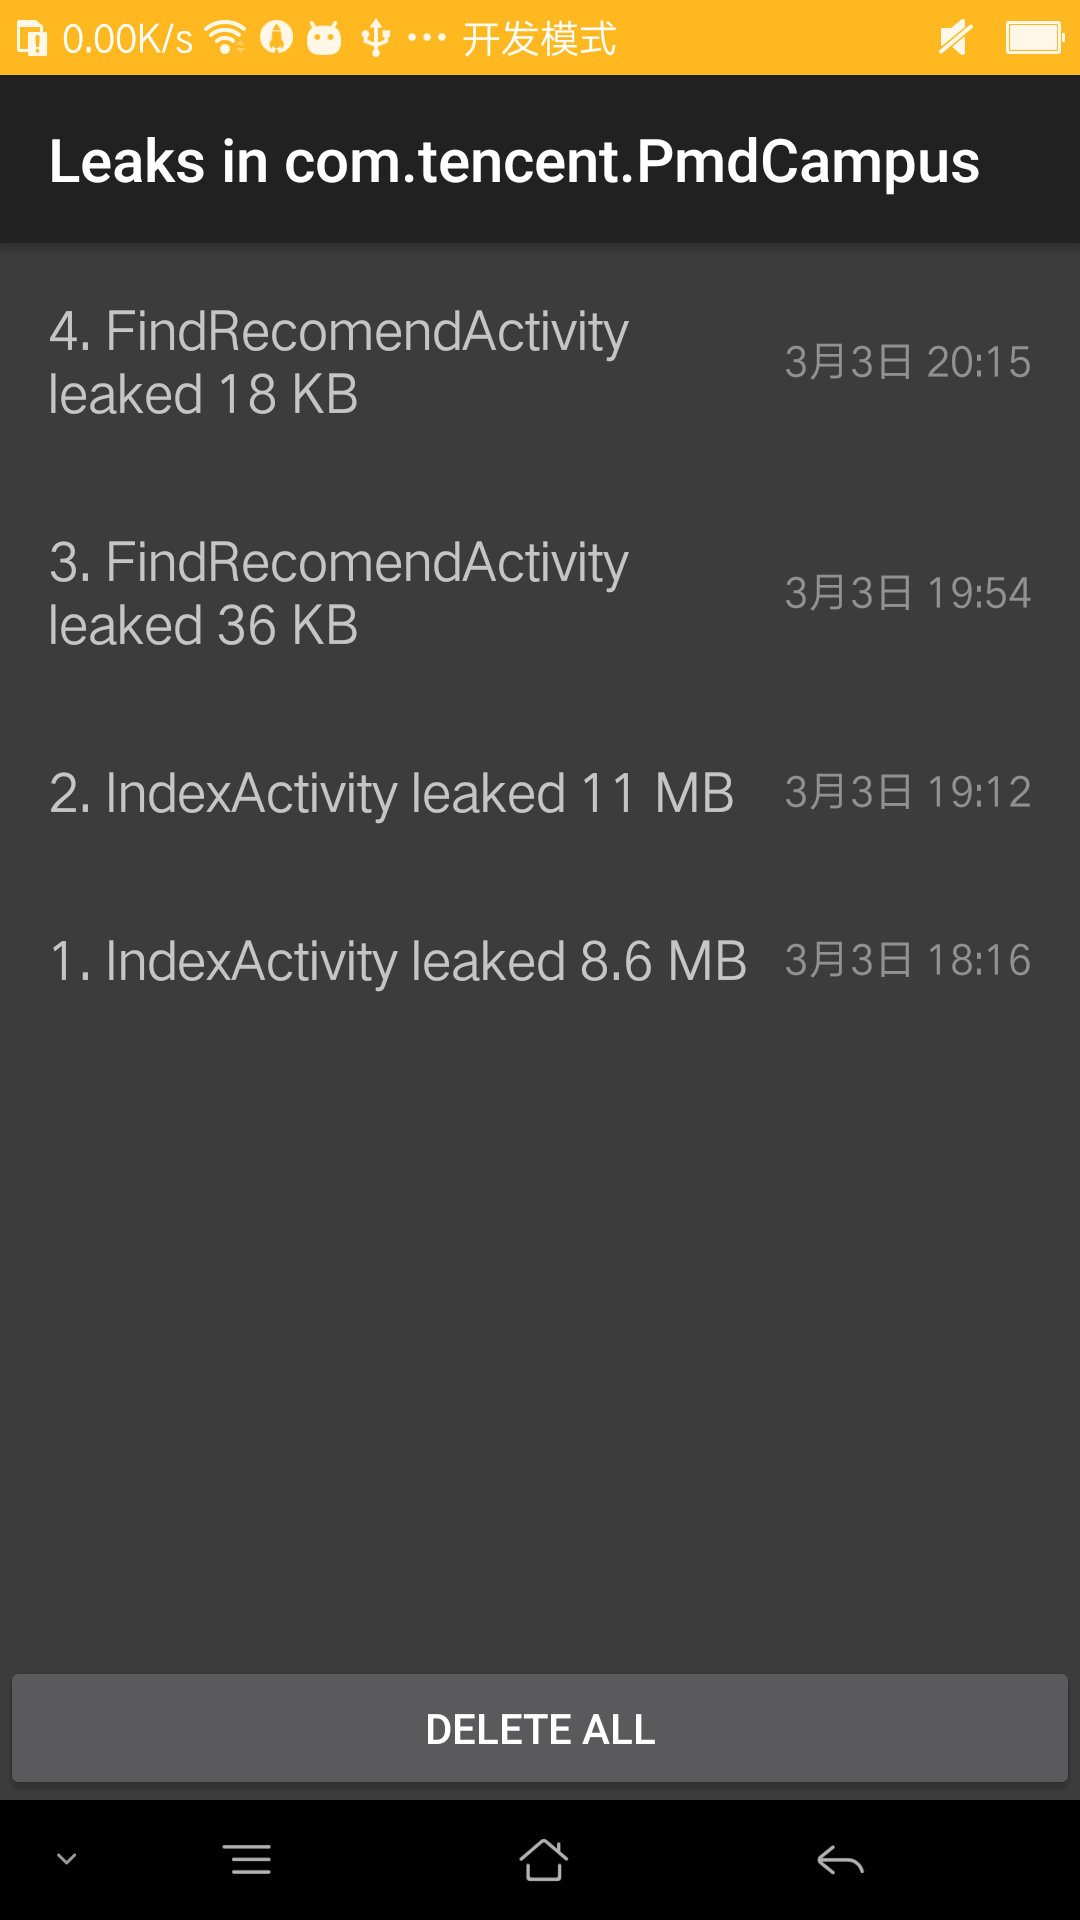 0.00K/s 开发模式
Leaks in com.tencent.PmdCampus
4. FindRecomendActivity
leaked 18 KB
3月3日 20:15
3. FindRecomendActivity
leaked 36 KB
3月3日 19:54
2. IndexActivity leaked 11 MB 3月3日 19:12
1. IndexActivity leaked 8.6 MB 3月3日 18:16
DELETE ALL